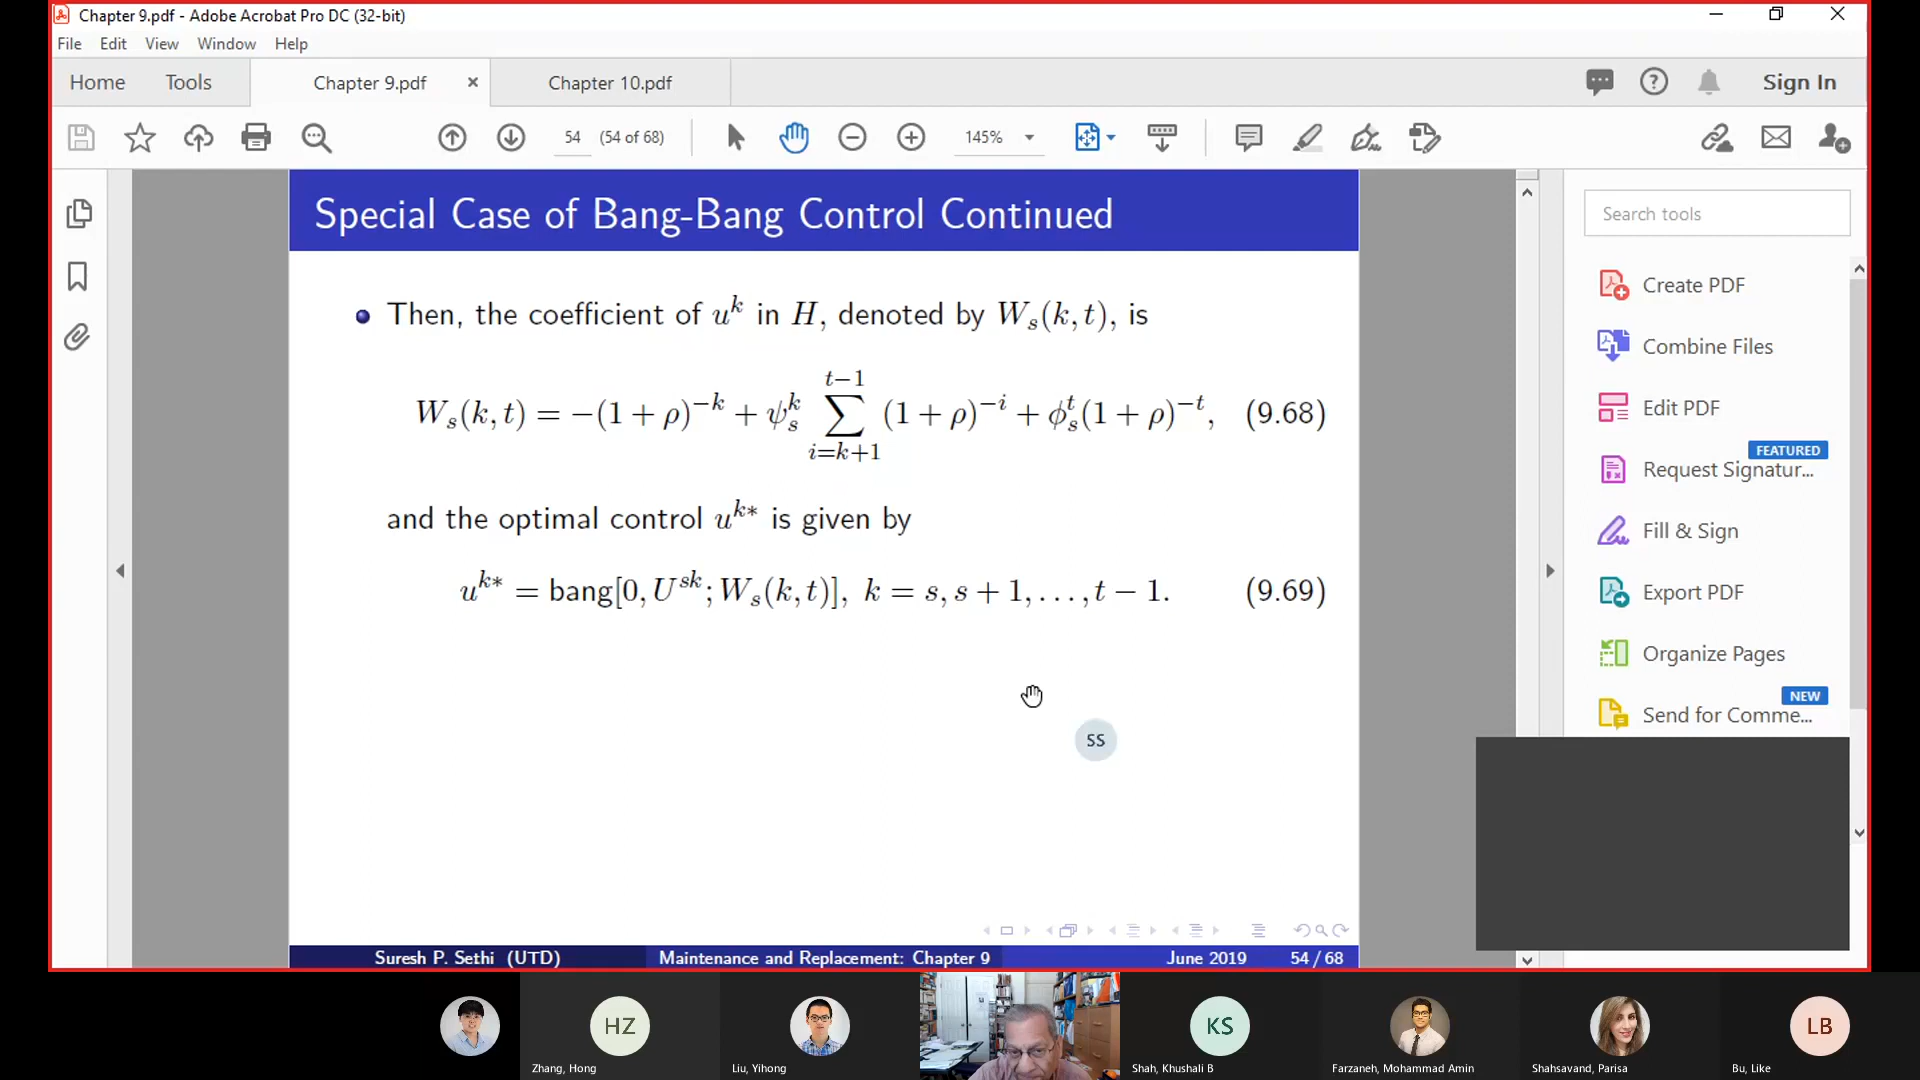 Chapter 9.pdf - Adobe Acrobat Pro DC (32-bit)
File Edit View Window Help
Home Tools Chapter 9.pdf × Chapter 10.pdf Sign In
54 (54 of 68) 145%
Special Case of Bang-Bang Control Continued
Then, the coefficient of u^k in H, denoted by W_s(k, t), is
W_s(k, t) = −(1 + ρ)^{−k} + ψ_s^k ∑_{i=k+1}^{t−1} (1 + ρ)^{−i} + ϕ_s^t(1 + ρ)^{−t}, (9.68)
and the optimal control u^{k∗} is given by
u^{k∗} = bang[0, U^{sk}; W_s(k, t)], k = s, s + 1, . . . , t − 1. (9.69)
SS
Suresh P. Sethi (UTD) Maintenance and Replacement: Chapter 9 June 2019 54 / 68
Search tools
Create PDF
Combine Files
Edit PDF
FEATURED
Request Signatur...
Fill & Sign
Export PDF
Organize Pages
NEW
Send for Comme...
HZ KS LB
Zhang, Hong Liu, Yihong Shah, Khushali B Farzaneh, Mohammad Amin Shahsavand, Parisa Bu, Like